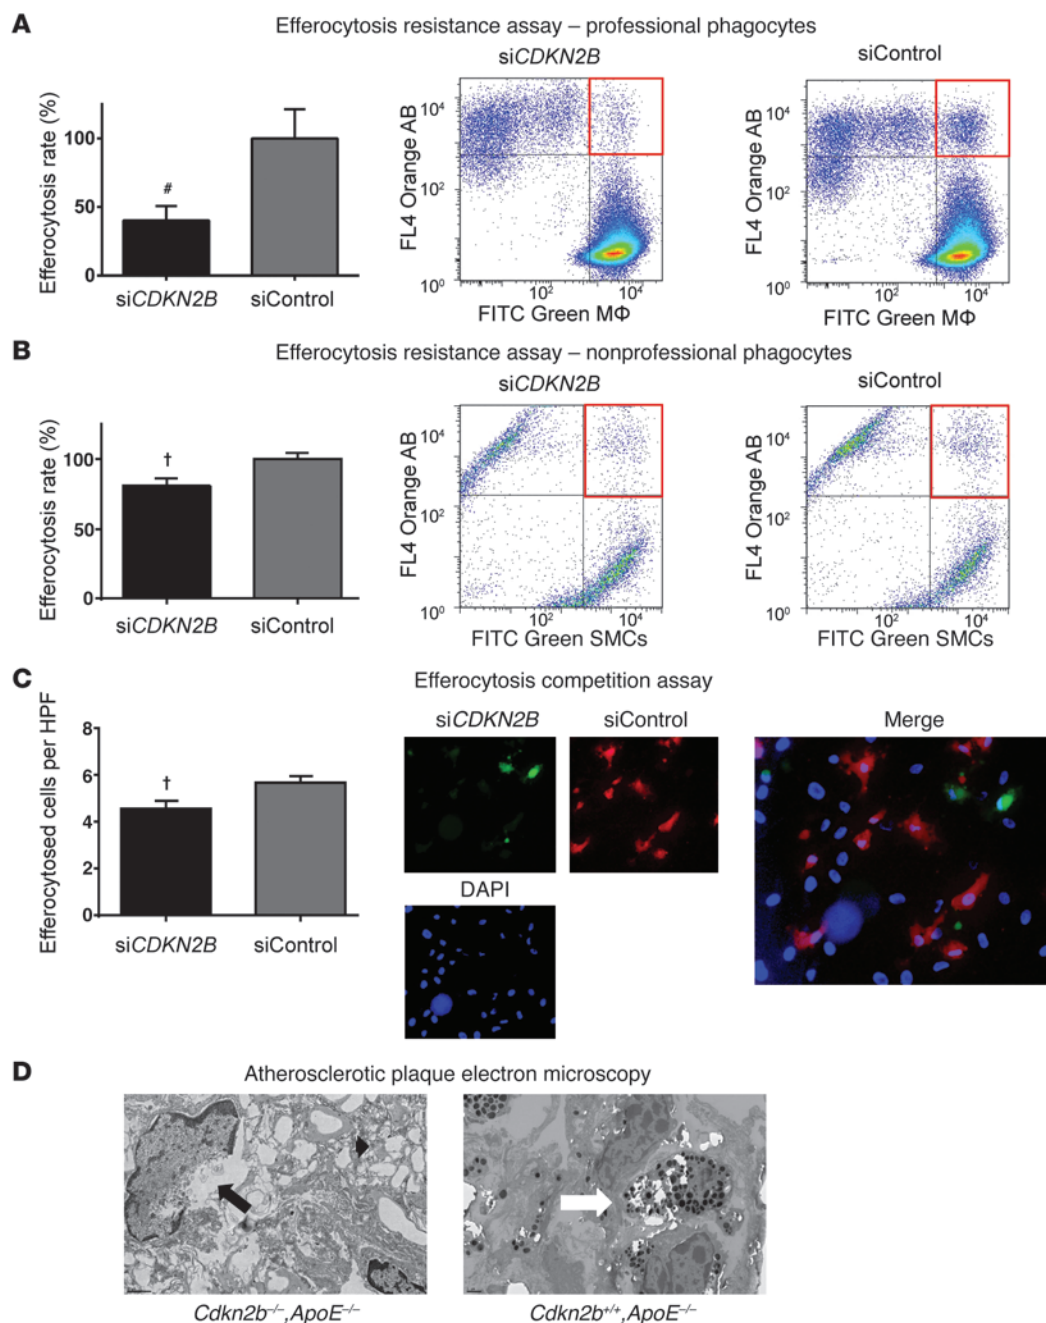 A
Efferocytosis resistance assay – professional phagocytes
siCDKN2B
siControl
Efferocytosis rate (%)
100
50
0
#
siCDKN2B
siControl
FL4 Orange AB
10⁴
10²
10⁰
10²
10⁴
FITC Green MΦ
FL4 Orange AB
10⁴
10²
10⁰
10²
10⁴
FITC Green MΦ
B
Efferocytosis resistance assay – nonprofessional phagocytes
siCDKN2B
siControl
Efferocytosis rate (%)
100
50
0
†
siCDKN2B
siControl
FL4 Orange AB
10⁴
10²
10⁰
10²
10⁴
FITC Green SMCs
FL4 Orange AB
10⁴
10²
10⁰
10²
10⁴
FITC Green SMCs
C
Efferocytosis competition assay
Efferocytosed cells per HPF
8
6
4
2
0
†
siCDKN2B
siControl
siCDKN2B
siControl
Merge
DAPI
D
Atherosclerotic plaque electron microscopy
Cdkn2b⁻/⁻,ApoE⁻/⁻
Cdkn2b⁺/⁺,ApoE⁻/⁻